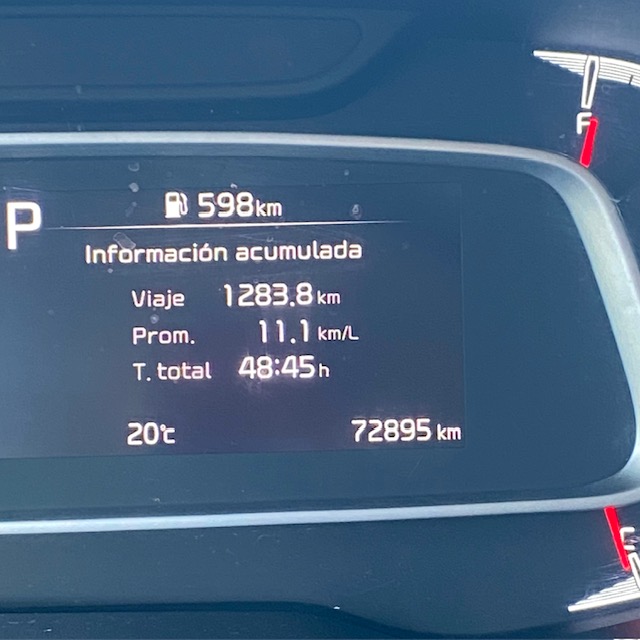 F
P
598km
Información acumulada
Viaje 1283.8 km
Prom. 11.1 km/L
T. total 48:45 h
20℃ 72895 km
C